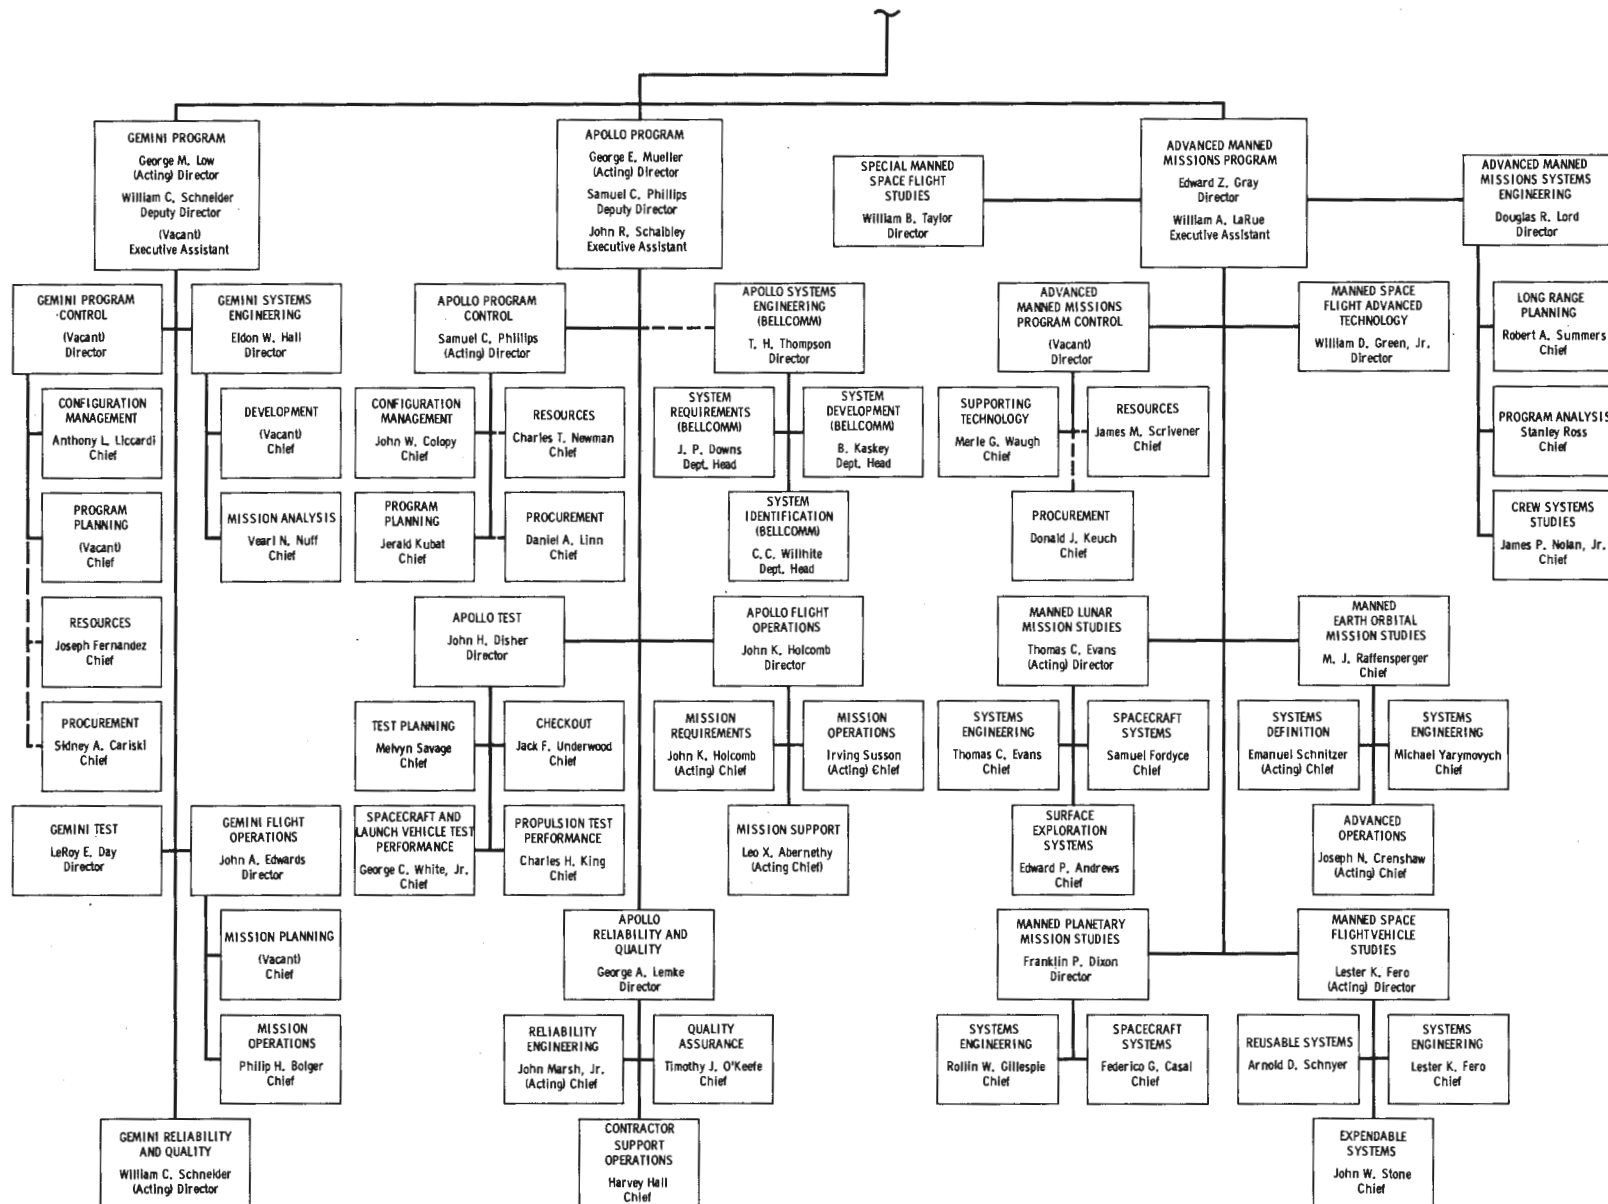 GEMINI PROGRAM
George M. Low
(Acting) Director
William C. Schneider
Deputy Director
(Vacant)
Executive Assistant
APOLLO PROGRAM
George E. Mueller
(Acting) Director
Samuel C. Phillips
Deputy Director
John R. Schaibley
Executive Assistant
SPECIAL MANNED
SPACE FLIGHT
STUDIES
William B. Taylor
Director
ADVANCED MANNED
MISSIONS PROGRAM
Edward Z. Gray
Director
William A. LaRue
Executive Assistant
ADVANCED MANNED
MISSIONS SYSTEMS
ENGINEERING
Douglas R. Lord
Director
GEMINI PROGRAM
CONTROL
(Vacant)
Director
GEMINI SYSTEMS
ENGINEERING
Eldon W. Hall
Director
APOLLO PROGRAM
CONTROL
Samuel C. Phillips
(Acting) Director
APOLLO SYSTEMS
ENGINEERING
(BELLCOMM)
T. H. Thompson
Director
ADVANCED
MANNED MISSIONS
PROGRAM CONTROL
(Vacant)
Director
MANNED SPACE
FLIGHT ADVANCED
TECHNOLOGY
William D. Green, Jr.
Director
LONG RANGE
PLANNING
Robert A. Summers
Chief
CONFIGURATION
MANAGEMENT
Anthony L. Liccardi
Chief
DEVELOPMENT
(Vacant)
Chief
CONFIGURATION
MANAGEMENT
John W. Colopy
Chief
RESOURCES
Charles T. Newman
Chief
SYSTEM
REQUIREMENTS
(BELLCOMM)
J. P. Downs
Dept. Head
SYSTEM
DEVELOPMENT
(BELLCOMM)
B. Kaskey
Dept. Head
SUPPORTING
TECHNOLOGY
Merle G. Waugh
Chief
RESOURCES
James M. Scrivener
Chief
PROGRAM ANALYSIS
Stanley Ross
Chief
PROGRAM
PLANNING
(Vacant)
Chief
MISSION ANALYSIS
Vearl N. Nuff
Chief
PROGRAM
PLANNING
Jerald Kubat
Chief
PROCUREMENT
Daniel A. Linn
Chief
SYSTEM
IDENTIFICATION
(BELLCOMM)
C. C. Willhite
Dept. Head
PROCUREMENT
Donald J. Keuch
Chief
CREW SYSTEMS
STUDIES
James P. Nolan, Jr.
Chief
RESOURCES
Joseph Fernandez
Chief
APOLLO TEST
John H. Disher
Director
APOLLO FLIGHT
OPERATIONS
John K. Holcomb
Director
MANNED LUNAR
MISSION STUDIES
Thomas C. Evans
(Acting) Director
MANNED
EARTH ORBITAL
MISSION STUDIES
M. J. Raffensperger
Chief
PROCUREMENT
Sidney A. Cariski
Chief
TEST PLANNING
Melvyn Savage
Chief
CHECKOUT
Jack F. Underwood
Chief
MISSION
REQUIREMENTS
John K. Holcomb
(Acting) Chief
MISSION
OPERATIONS
Irving Susson
(Acting) Chief
SYSTEMS
ENGINEERING
Thomas C. Evans
Chief
SPACECRAFT
SYSTEMS
Samuel Fordyce
Chief
SYSTEMS
DEFINITION
Emanuel Schnitzer
(Acting) Chief
SYSTEMS
ENGINEERING
Michael Yarymovych
Chief
GEMINI TEST
LeRoy E. Day
Director
GEMINI FLIGHT
OPERATIONS
John A. Edwards
Director
SPACECRAFT AND
LAUNCH VEHICLE TEST
PERFORMANCE
George C. White, Jr.
Chief
PROPULSION TEST
PERFORMANCE
Charles H. King
Chief
MISSION SUPPORT
Leo X. Abernethy
(Acting Chief)
SURFACE
EXPLORATION
SYSTEMS
Edward P. Andrews
Chief
ADVANCED
OPERATIONS
Joseph N. Crenshaw
(Acting) Chief
MISSION PLANNING
(Vacant)
Chief
APOLLO
RELIABILITY AND
QUALITY
George A. Lemke
Director
MANNED PLANETARY
MISSION STUDIES
Franklin P. Dixon
Director
MANNED SPACE
FLIGHTVEHICLE
STUDIES
Lester K. Fero
(Acting) Director
MISSION
OPERATIONS
Philip H. Bolger
Chief
RELIABILITY
ENGINEERING
John Marsh, Jr.
(Acting) Chief
QUALITY
ASSURANCE
Timothy J. O'Keefe
Chief
SYSTEMS
ENGINEERING
Rollin W. Gillespie
Chief
SPACECRAFT
SYSTEMS
Federico G. Casal
Chief
REUSABLE SYSTEMS
Arnold D. Schnyer
SYSTEMS
ENGINEERING
Lester K. Fero
Chief
GEMINI RELIABILITY
AND QUALITY
William C. Schneider
(Acting) Director
CONTRACTOR
SUPPORT
OPERATIONS
Harvey Hall
Chief
EXPENDABLE
SYSTEMS
John W. Stone
Chief